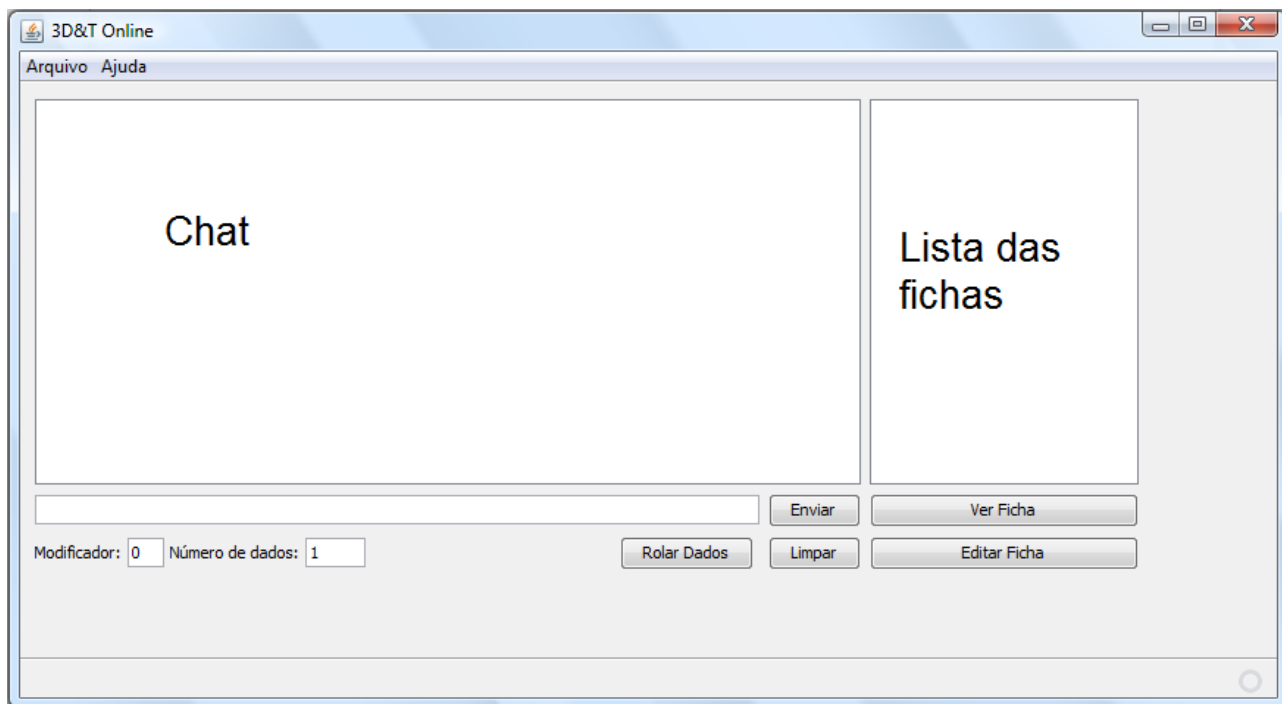 3D&T Online
Arquivo Ajuda
Chat
Lista das
fichas
Enviar Ver Ficha
Modificador: 0 Número de dados: 1 Rolar Dados Limpar Editar Ficha